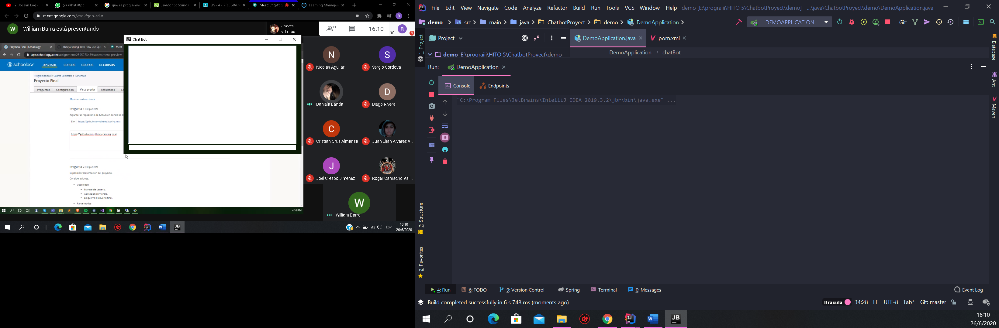 (2) Jósean Log - H
(2) WhatsApp
que es programac
JavaScript Strings
SIS - 4 - PROGRAM
Meet: vnq-fqq
Learning Manage
meet.google.com/vnq-fqqh-rdw
W
William Barra está presentando
Jhorts
y 1 más
13
16:10
Tú
R
Chat Bot
Proyecto Final | Schoology
dheeyi/spring-rest: How use Spr
Meet
app.schoology.com/assignment/2595273439/assessment_preview
schoology
UPGRADE
CURSOS
GRUPOS
RECURSOS
Programación III: Cuarto Semestre ▸ Defensas
Proyecto Final
Preguntas
Configuración
Vista previa
Resultados
Co
Mostrar instrucciones
Pregunta 1 (50 puntos)
Adjuntar el repositorio de Github en donde se e
Ejm
https://github.com/dheeyi/spring-rest
https://github.com/dheeyi/spring-rest
Pregunta 2 (30 puntos)
Exposición/presentación del proyecto.
Consideraciones:
Usabilidad
Manual de usuario.
Aplicacion corriendo.
Lo que ve el usuario final.
Parte tecnica
4:10 PM
N
Nicolas Aguilar
S
Sergio Cordova
Daniela Landa
D
Diego Rivera
C
Cristian Cruz Almanza
Juan Elian Alvarez V...
J
Joel Crespo Jimenez
Roger Camacho Vall...
W
William Barra
ESP
16:10
26/6/2020
File Edit View Navigate Code Analyze Refactor Build Run Tools VCS Window Help demo [E:\prograiii\HITO 5\ChatbotProyect\demo] - ...\java\ChatbotProyect\demo\DemoApplication.java
demo
src
main
java
ChatbotProyect
demo
DemoApplication
DEMOAPPLICATION
Git:
1: Project
Project
DemoApplication.java
pom.xml
demo E:\prograiii\HITO 5\ChatbotProyect\demo
DemoApplication
chatBot
Run:
DemoApplication
Console
Endpoints
"C:\Program Files\JetBrains\IntelliJ IDEA 2019.3.2\jbr\bin\java.exe" ...
Database
Ant
Maven
7: Structure
2: Favorites
4: Run
6: TODO
9: Version Control
Spring
Terminal
0: Messages
Event Log
Build completed successfully in 6 s 748 ms (moments ago)
Dracula
34:28
LF
UTF-8
Tab*
Git: master
16:10
26/6/2020